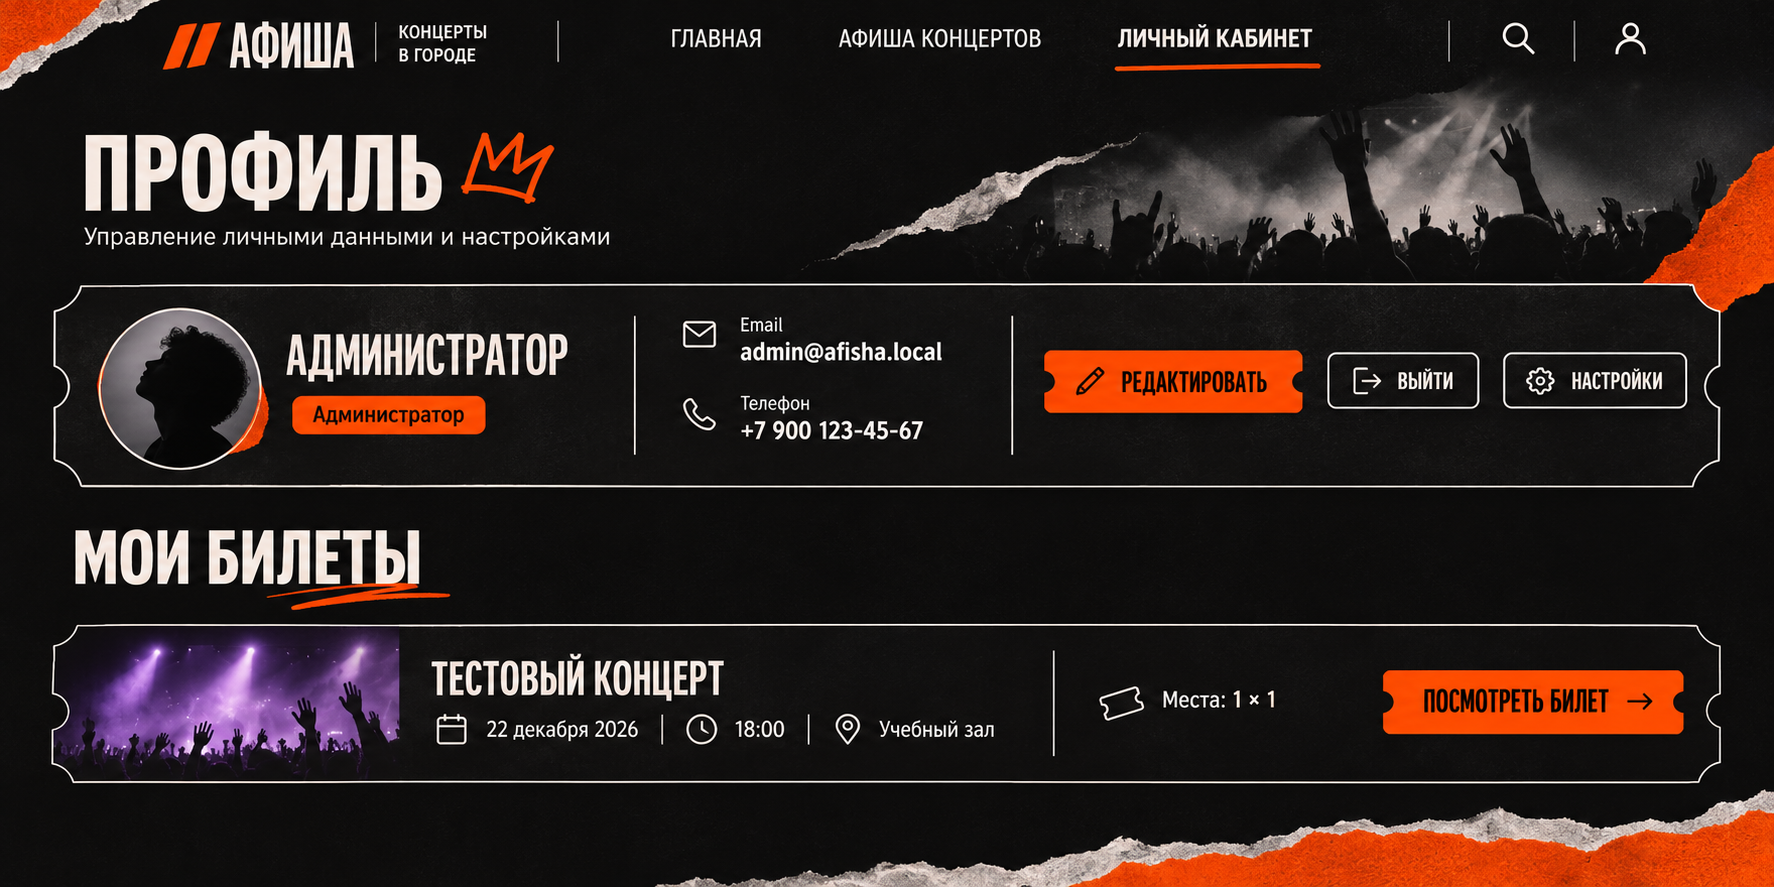 АФИША
КОНЦЕРТЫ
В ГОРОДЕ
ГЛАВНАЯ
АФИША КОНЦЕРТОВ
ЛИЧНЫЙ КАБИНЕТ
ПРОФИЛЬ
Управление личными данными и настройками
АДМИНИСТРАТОР
Администратор
Email
admin@afisha.local
Телефон
+7 900 123-45-67
РЕДАКТИРОВАТЬ
ВЫЙТИ
НАСТРОЙКИ
МОИ БИЛЕТЫ
ТЕСТОВЫЙ КОНЦЕРТ
22 декабря 2026
18:00
Учебный зал
Места: 1 × 1
ПОСМОТРЕТЬ БИЛЕТ